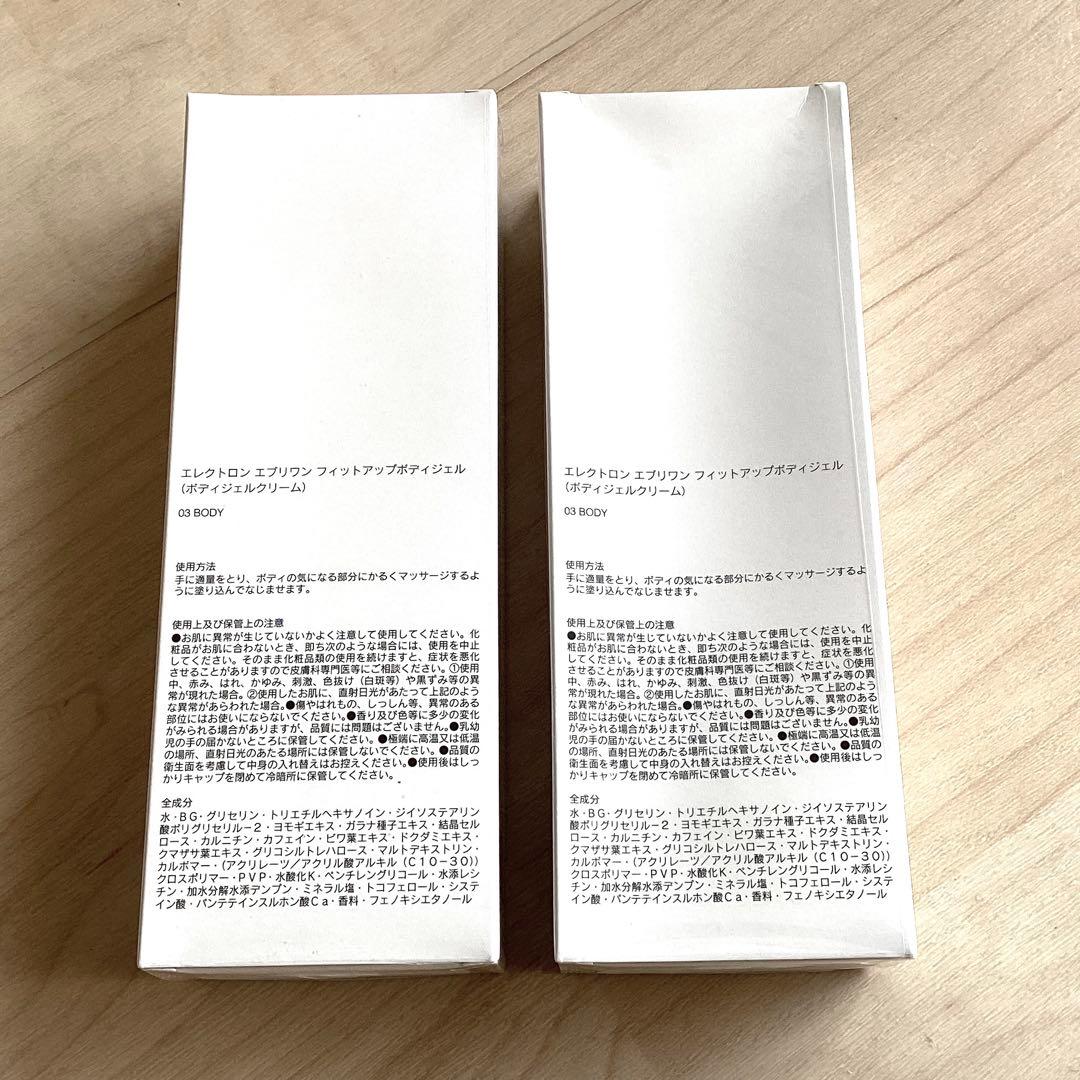 エレクトロン エブリワン フィットアップボディジェル
（ボディジェルクリーム）
03 BODY
使用方法
手に適量をとり、ボディの気になる部分にかるくマッサージするよ
うに塗り込んでなじませます。
使用上及び保管上の注意
●お肌に異常が生じていないかよく注意して使用してください。化
粧品がお肌に合わないとき、即ち次のような場合には、使用を中止
してください。そのまま化粧品類の使用を続けますと、症状を悪化
させることがありますので皮膚科専門医等にご相談ください。①使用
中、赤み、はれ、かゆみ、刺激、色抜け（白斑等）や黒ずみ等の異
常が現れた場合。②使用したお肌に、直射日光があたって上記のよう
な異常があらわれた場合。●傷やはれもの、しっしん等、異常のある
部位にはお使いにならないでください。●香り及び色等に多少の変化
がみられる場合がありますが、品質には問題はございません。●乳幼
児の手の届かないところに保管してください。●極端に高温又は低温
の場所、直射日光のあたる場所には保管しないでください。●品質の
衛生面を考慮して中身の入れ替えはお控えください。●使用後はしっ
かりキャップを閉めて冷暗所に保管してください。
全成分
水・BG・グリセリン・トリエチルヘキサノイン・ジイソステアリン
酸ポリグリセリル－2・ヨモギエキス・ガラナ種子エキス・結晶セル
ロース・カルニチン・カフェイン・ビワ葉エキス・ドクダミエキス・
クマザサ葉エキス・グリコシルトレハロース・マルトデキストリン・
カルボマー・（アクリレーツ／アクリル酸アルキル（C10－30））
クロスポリマー・PVP・水酸化K・ペンチレングリコール・水添レシ
チン・加水分解水添デンプン・ミネラル塩・トコフェロール・システ
イン酸・パンテテインスルホン酸Ca・香料・フェノキシエタノール
エレクトロン エブリワン フィットアップボディジェル
（ボディジェルクリーム）
03 BODY
使用方法
手に適量をとり、ボディの気になる部分にかるくマッサージするよ
うに塗り込んでなじませます。
使用上及び保管上の注意
●お肌に異常が生じていないかよく注意して使用してください。化
粧品がお肌に合わないとき、即ち次のような場合には、使用を中止
してください。そのまま化粧品類の使用を続けますと、症状を悪化
させることがありますので皮膚科専門医等にご相談ください。①使用
中、赤み、はれ、かゆみ、刺激、色抜け（白斑等）や黒ずみ等の異
常が現れた場合。②使用したお肌に、直射日光があたって上記のよう
な異常があらわれた場合。●傷やはれもの、しっしん等、異常のある
部位にはお使いにならないでください。●香り及び色等に多少の変化
がみられる場合がありますが、品質には問題はございません。●乳幼
児の手の届かないところに保管してください。●極端に高温又は低温
の場所、直射日光のあたる場所には保管しないでください。●品質の
衛生面を考慮して中身の入れ替えはお控えください。●使用後はしっ
かりキャップを閉めて冷暗所に保管してください。
全成分
水・BG・グリセリン・トリエチルヘキサノイン・ジイソステアリン
酸ポリグリセリル－2・ヨモギエキス・ガラナ種子エキス・結晶セル
ロース・カルニチン・カフェイン・ビワ葉エキス・ドクダミエキス・
クマザサ葉エキス・グリコシルトレハロース・マルトデキストリン・
カルボマー・（アクリレーツ／アクリル酸アルキル（C10－30））
クロスポリマー・PVP・水酸化K・ペンチレングリコール・水添レシ
チン・加水分解水添デンプン・ミネラル塩・トコフェロール・システ
イン酸・パンテテインスルホン酸Ca・香料・フェノキシエタノール